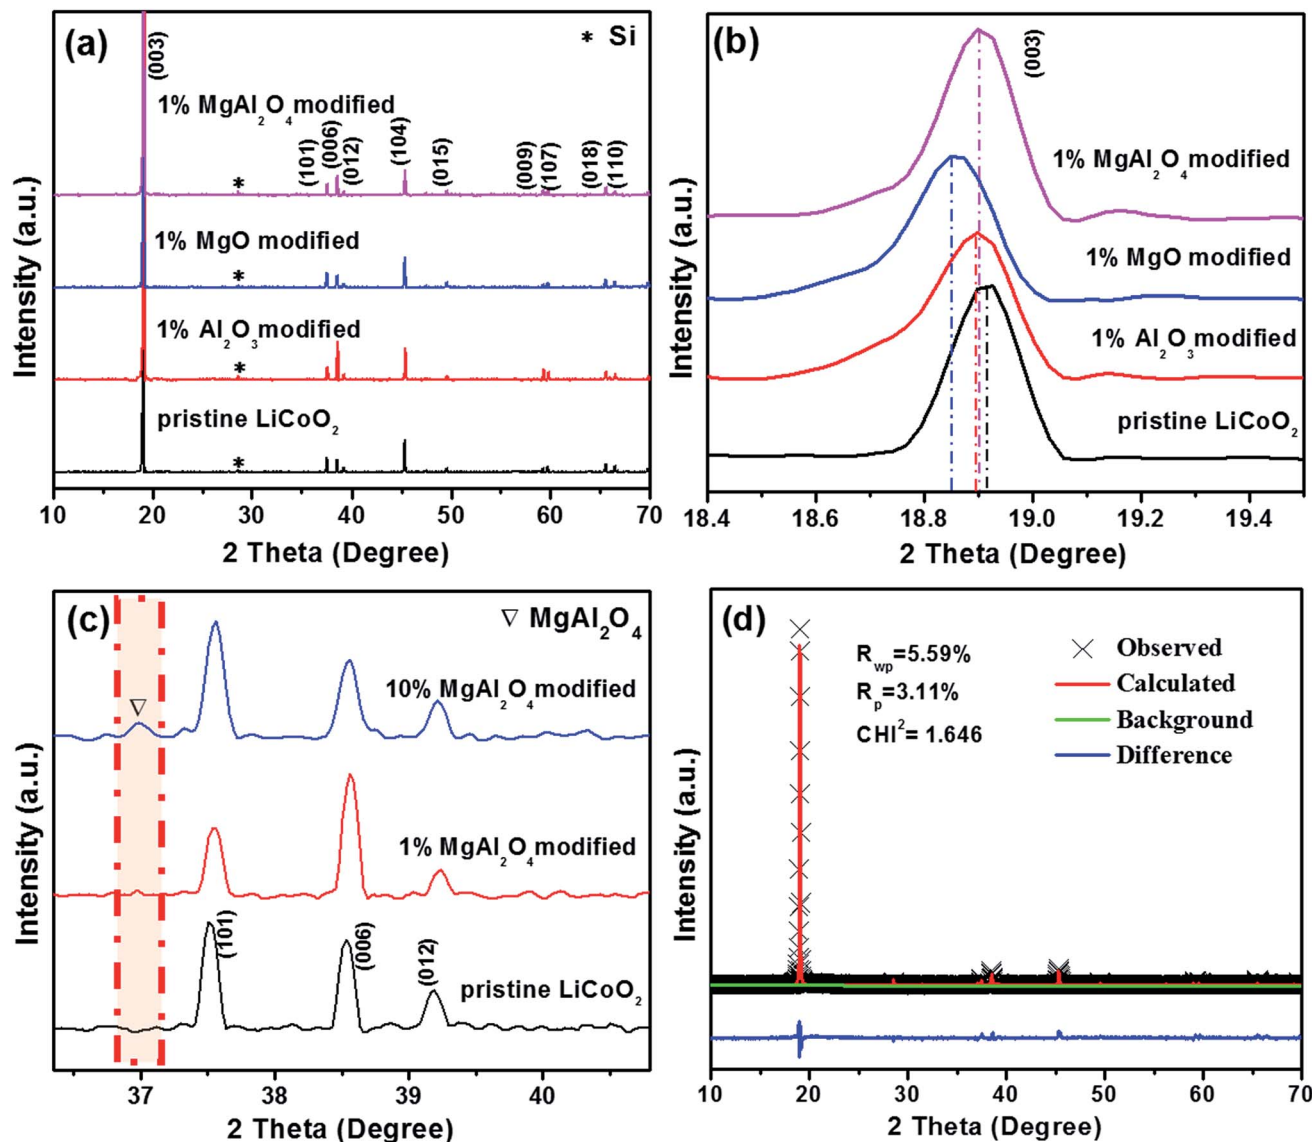 (a)
* Si
(003)
1% MgAl₂O₄ modified
(101)
(006)
(012)
(104)
(015)
(009)
(107)
(018)
(110)
*
1% MgO modified
*
1% Al₂O₃ modified
*
pristine LiCoO₂
*
Intensity (a.u.)
10 20 30 40 50 60 70
2 Theta (Degree)
(b)
(003)
1% MgAl₂O₄ modified
1% MgO modified
1% Al₂O₃ modified
pristine LiCoO₂
Intensity (a.u.)
18.4 18.6 18.8 19.0 19.2 19.4
2 Theta (Degree)
(c)
▽ MgAl₂O₄
▽
10% MgAl₂O₄ modified
1% MgAl₂O₄ modified
(101)
(006)
(012)
pristine LiCoO₂
Intensity (a.u.)
37 38 39 40
2 Theta (Degree)
(d)
R_wp=5.59%
R_p=3.11%
CHI²= 1.646
Observed
Calculated
Background
Difference
Intensity (a.u.)
10 20 30 40 50 60 70
2 Theta (Degree)